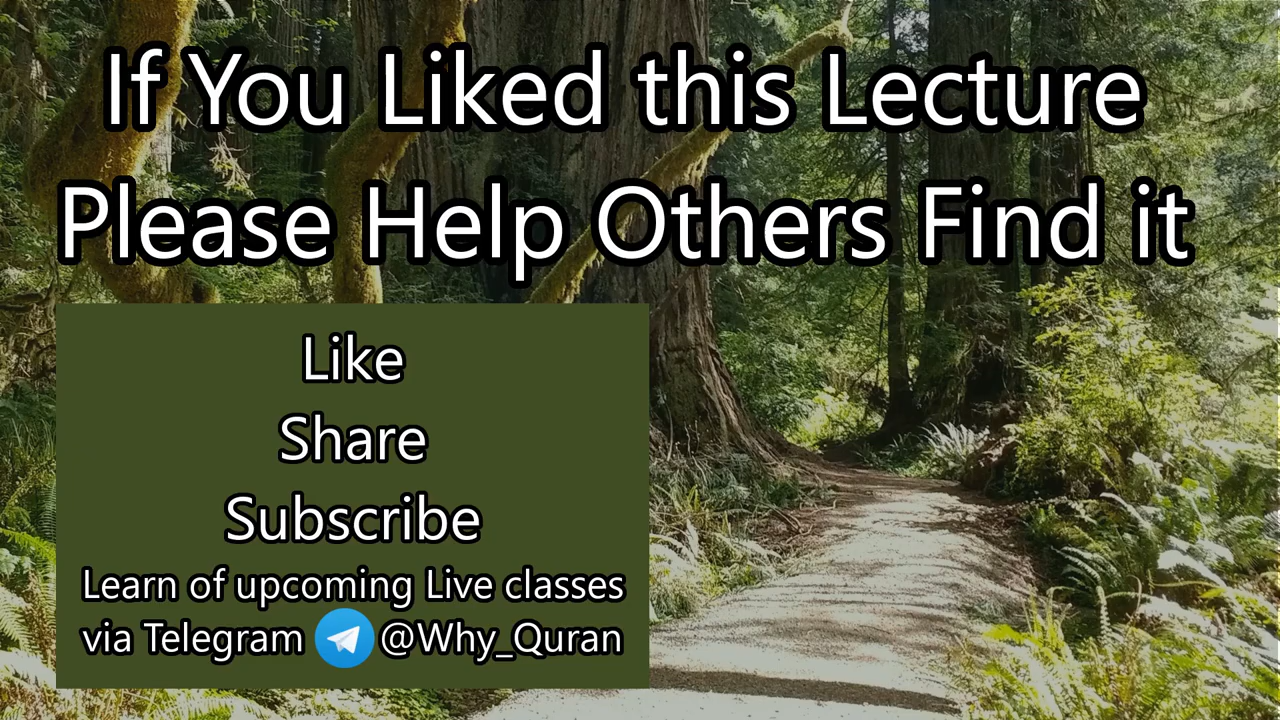 If You Liked this Lecture
Please Help Others Find it
Like
Share
Subscribe
Learn of upcoming Live classes
via Telegram @Why_Quran